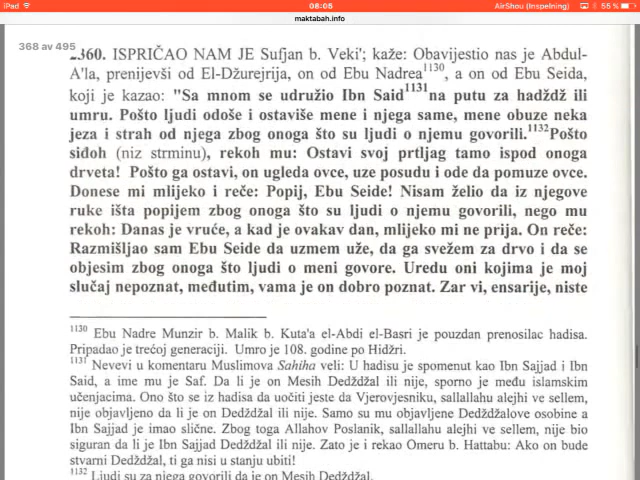 iPad 08:05 AirShou (Inspelning) 55 %
maktabah.info
368 av 495
2360. ISPRIČAO NAM JE Sufjan b. Veki'; kaže: Obavijestio nas je Abdul-
A'la, prenijevši od El-Džurejrija, on od Ebu Nadrea1130, a on od Ebu Seida,
koji je kazao: "Sa mnom se udružio Ibn Said1131na putu za hadždž ili
umru. Pošto ljudi odoše i ostaviše mene i njega same, mene obuze neka
jeza i strah od njega zbog onoga što su ljudi o njemu govorili.1132Pošto
siđoh (niz strminu), rekoh mu: Ostavi svoj prtljag tamo ispod onoga
drveta! Pošto ga ostavi, on ugleda ovce, uze posudu i ode da pomuze ovce.
Donese mi mlijeko i reče: Popij, Ebu Seide! Nisam želio da iz njegove
ruke išta popijem zbog onoga što su ljudi o njemu govorili, nego mu
rekoh: Danas je vruće, a kad je ovakav dan, mlijeko mi ne prija. On reče:
Razmišljao sam Ebu Seide da uzmem uže, da ga svežem za drvo i da se
objesim zbog onoga što ljudi o meni govore. Uredu oni kojima je moj
slučaj nepoznat, međutim, vama je on dobro poznat. Zar vi, ensarije, niste
1130 Ebu Nadre Munzir b. Malik b. Kuta'a el-Abdi el-Basri je pouzdan prenosilac hadisa.
Pripadao je trećoj generaciji. Umro je 108. godine po Hidžri.
1131 Nevevi u komentaru Muslimova Sahiha veli: U hadisu je spomenut kao Ibn Sajjad i Ibn
Said, a ime mu je Saf. Da li je on Mesih Dedždžal ili nije, sporno je među islamskim
učenjacima. Ono što se iz hadisa da uočiti jeste da Vjerovjesniku, sallallahu alejhi ve sellem,
nije objavljeno da li je on Dedždžal ili nije. Samo su mu objavljene Dedždžalove osobine a
Ibn Sajjad je imao slične. Zbog toga Allahov Poslanik, sallallahu alejhi ve sellem, nije bio
siguran da li je Ibn Sajjad Dedždžal ili nije. Zato je i rekao Omeru b. Hattabu: Ako on bude
stvarni Dedždžal, ti ga nisi u stanju ubiti!
1132 Ljudi su za njega govorili da je on Mesih Dedždžal.